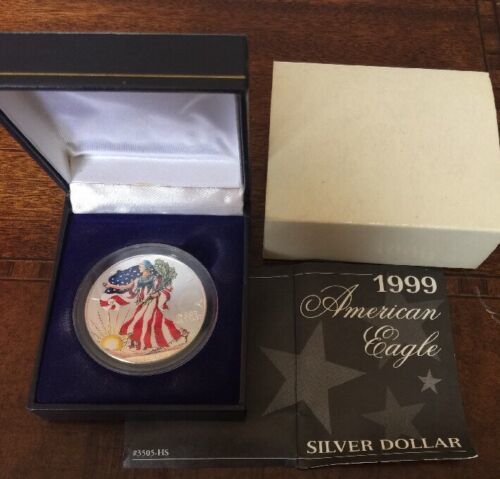 1999
American
Eagle
SILVER DOLLAR
#3505-HS